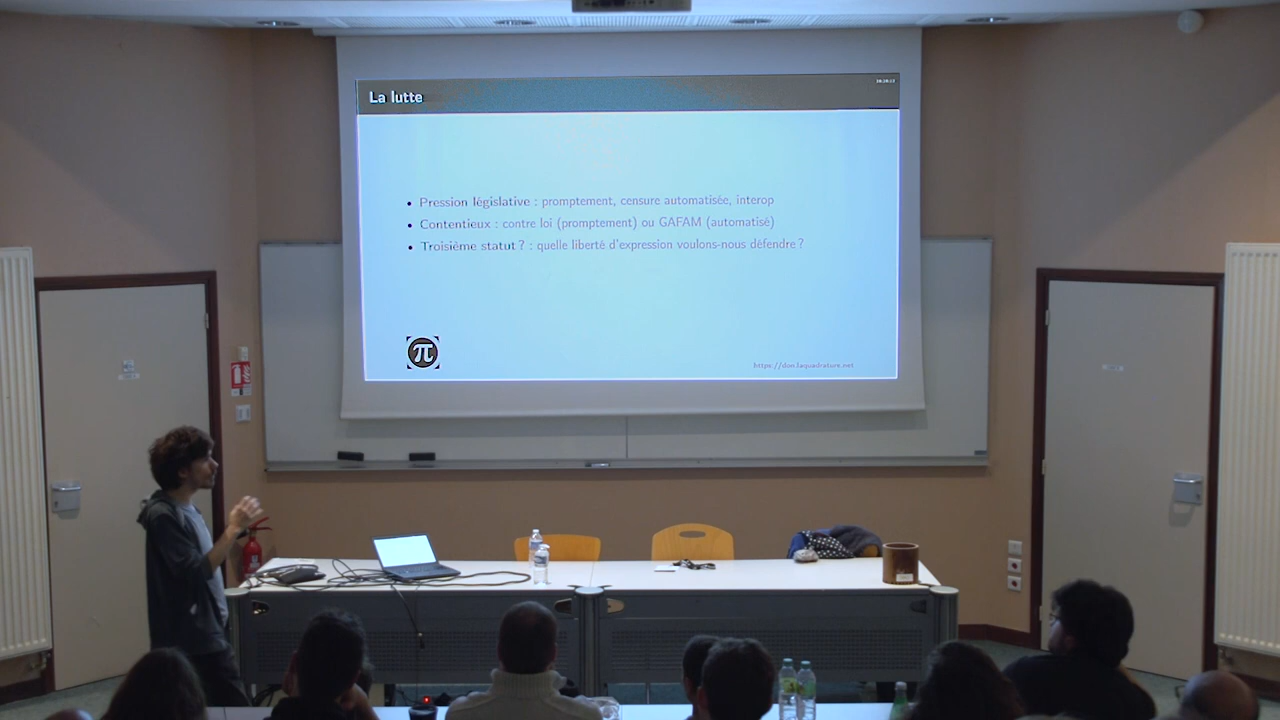 La lutte
• Pression législative : promptement, censure automatisée, interop
• Contentieux : contre loi (promptement) ou GAFAM (automatisé)
• Troisième statut ? : quelle liberté d'expression voulons-nous défendre ?
π
https://don.laquadrature.net